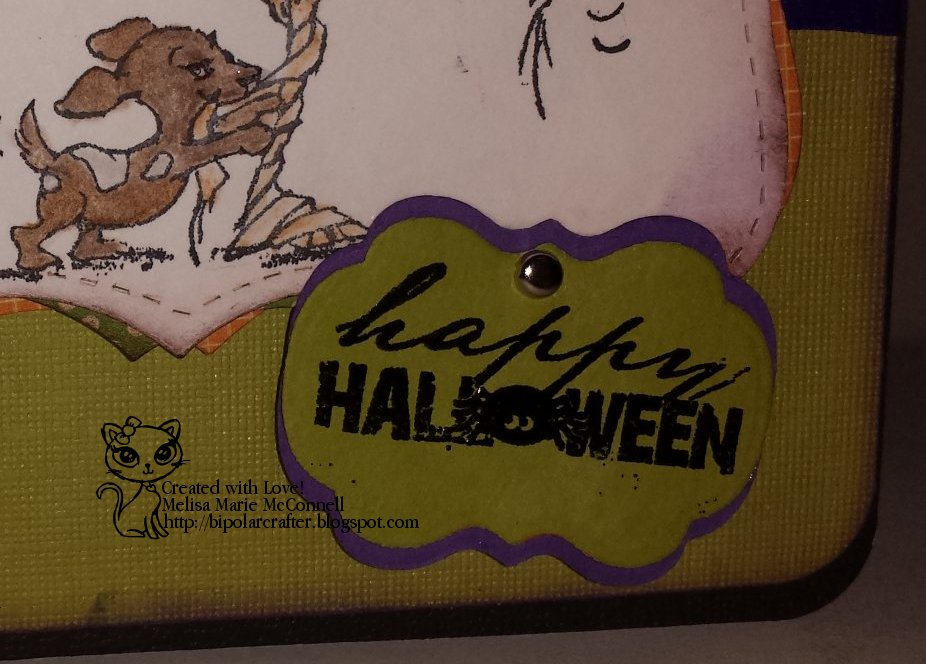 happy
HALLOWEEN
Created with Love!
Melisa Marie McConnell
http://bipolarcrafter.blogspot.com